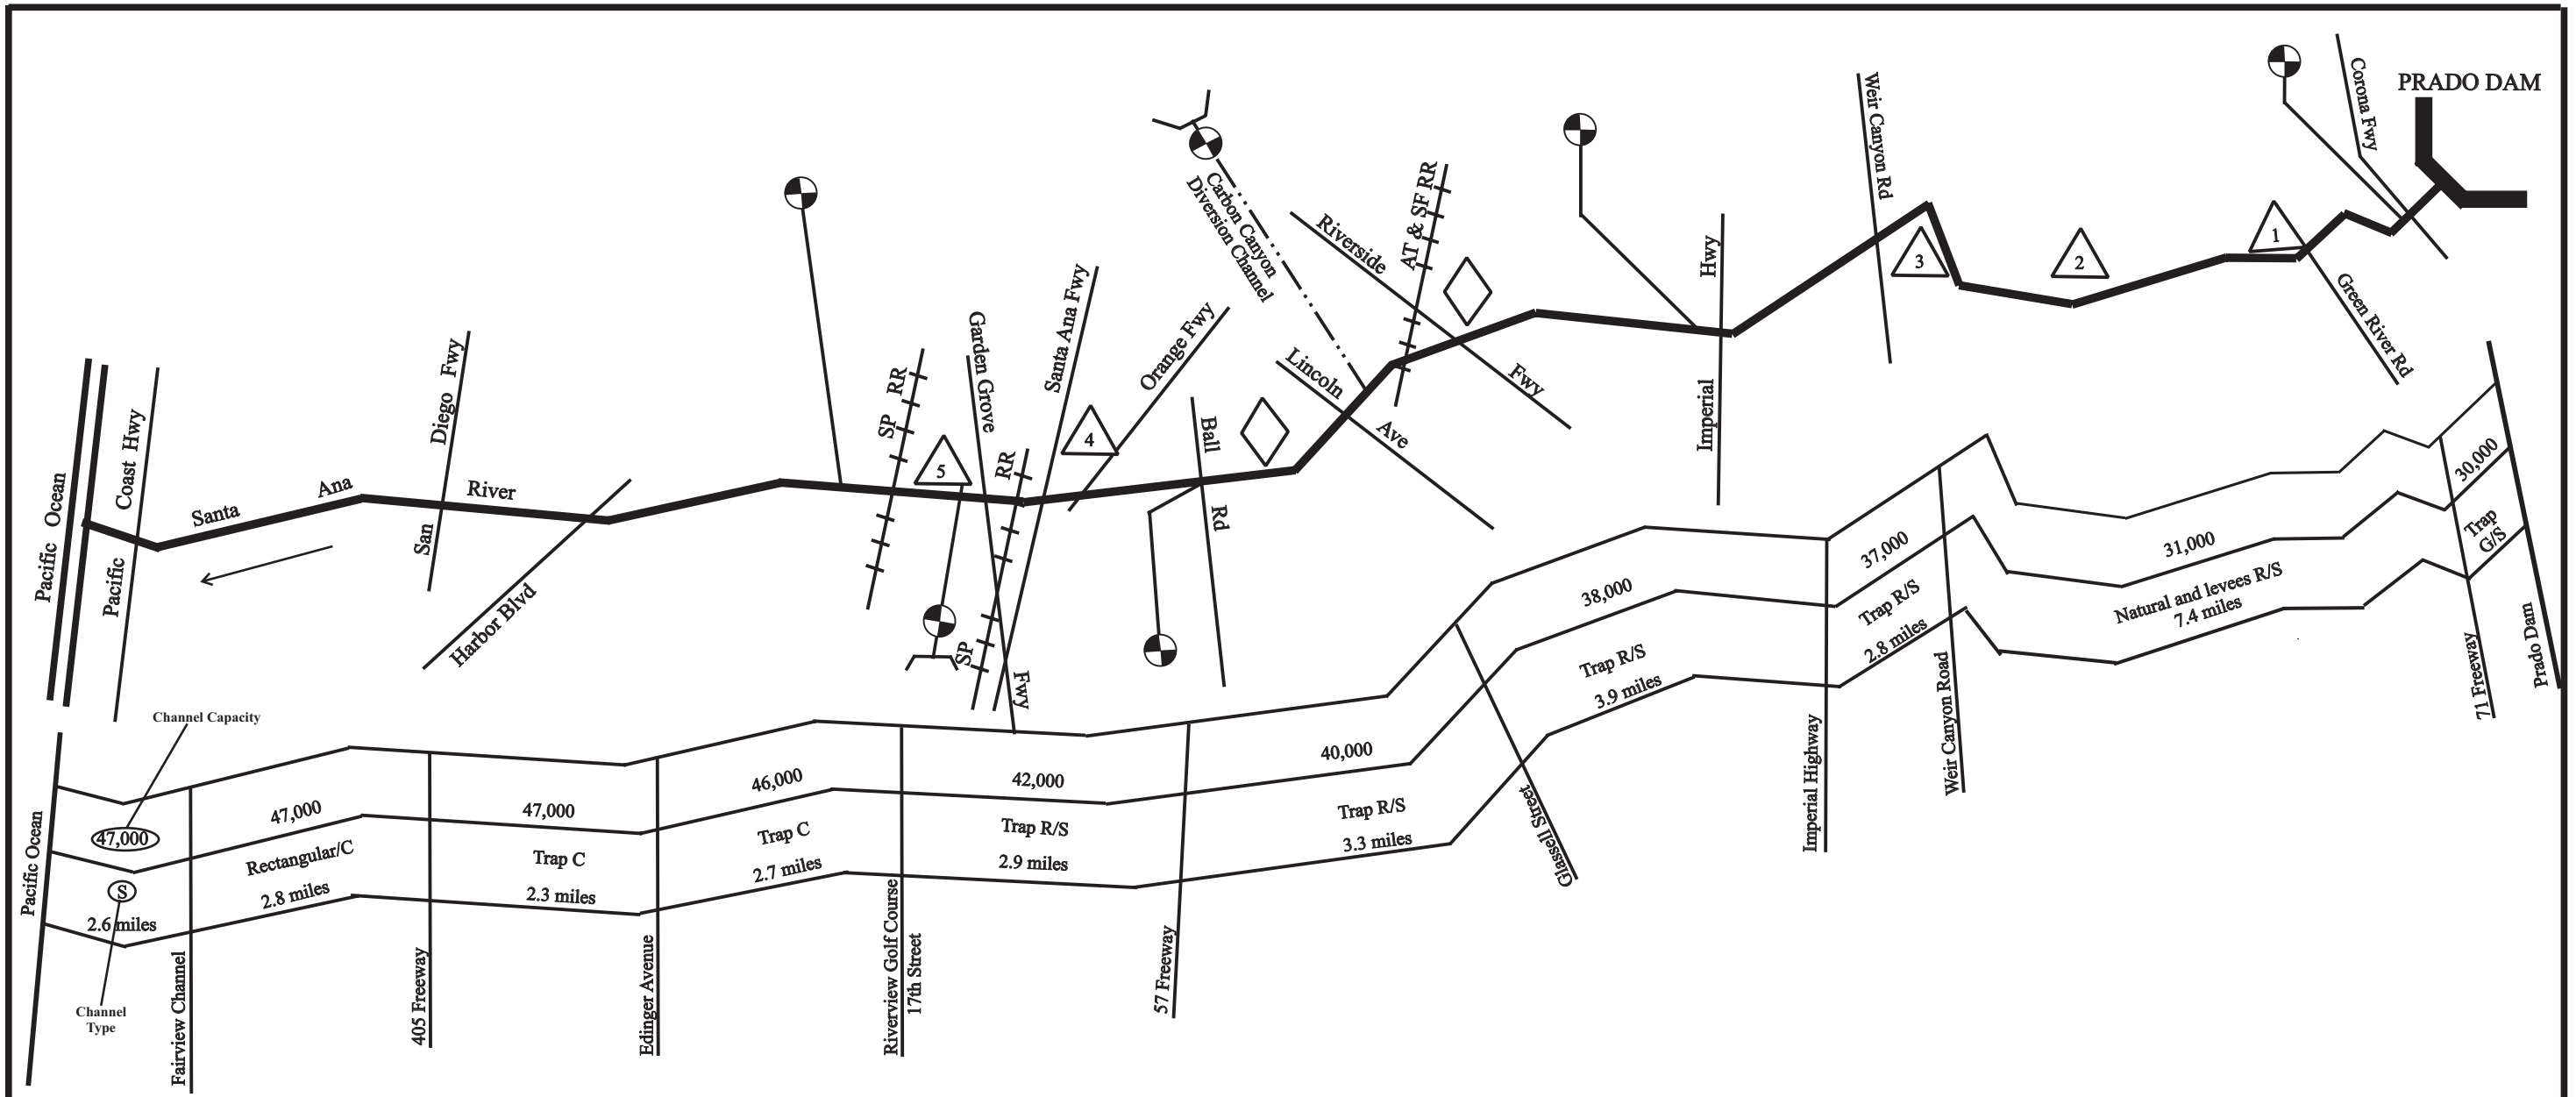 PRADO DAM
Corona Fwy
Weir Canyon Rd
Carbon Canyon
Diversion Channel
Riverside
Fwy
AT & SF RR
1
2
3
Green River Rd
Imperial Hwy
Lincoln
Ave
Orange Fwy
Santa Ana Fwy
Garden Grove
Fwy
4
5
SP RR
SP RR
Ball
Rd
San Diego Fwy
Harbor Blvd
Santa Ana River
Pacific Coast Hwy
Pacific Ocean
Channel Capacity
47,000
47,000
47,000
46,000
42,000
40,000
38,000
37,000
31,000
30,000
S
Rectangular/C
Trap C
Trap C
Trap R/S
Trap R/S
Trap R/S
Trap R/S
Natural and levees R/S
Trap
G/S
2.6 miles
2.8 miles
2.3 miles
2.7 miles
2.9 miles
3.3 miles
3.9 miles
2.8 miles
7.4 miles
Channel
Type
Pacific Ocean
Fairview Channel
405 Freeway
Edinger Avenue
Riverview Golf Course
17th Street
57 Freeway
Glassell Street
Imperial Highway
Weir Canyon Road
71 Freeway
Prado Dam